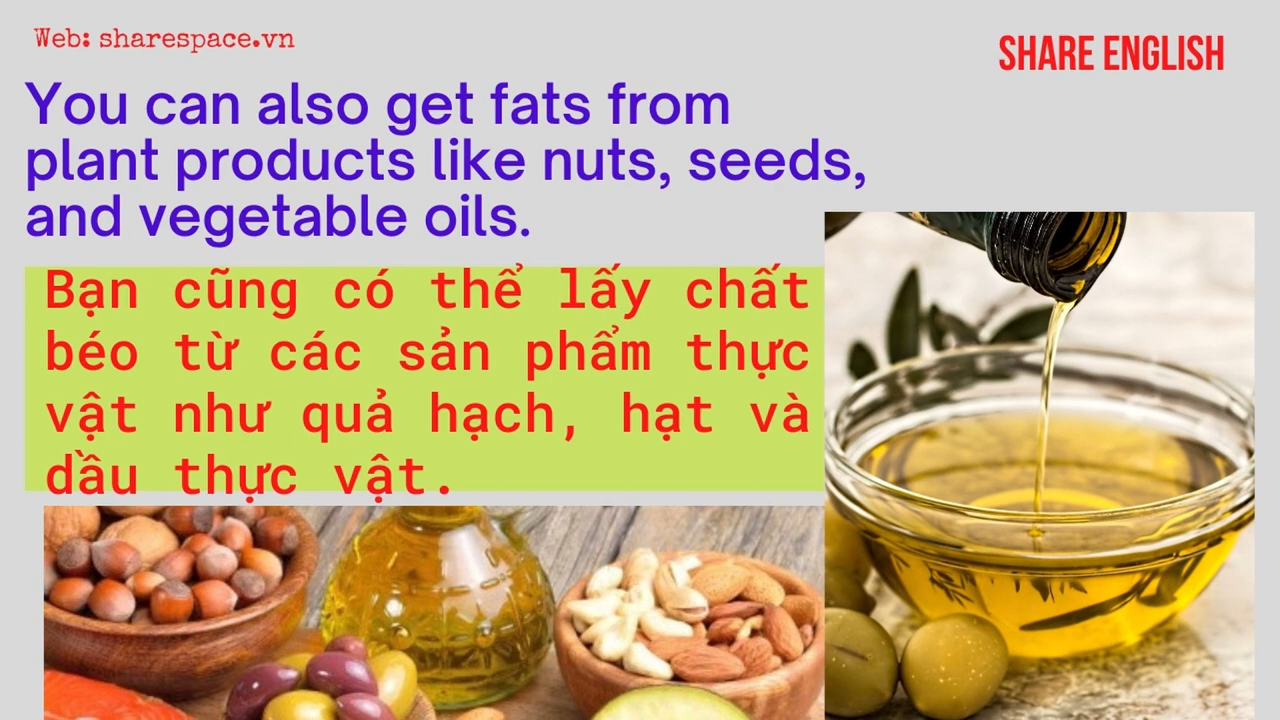 Web: sharespace.vn
SHARE ENGLISH
You can also get fats from
plant products like nuts, seeds,
and vegetable oils.
Bạn cũng có thể lấy chất
béo từ các sản phẩm thực
vật như quả hạch, hạt và
dầu thực vật.